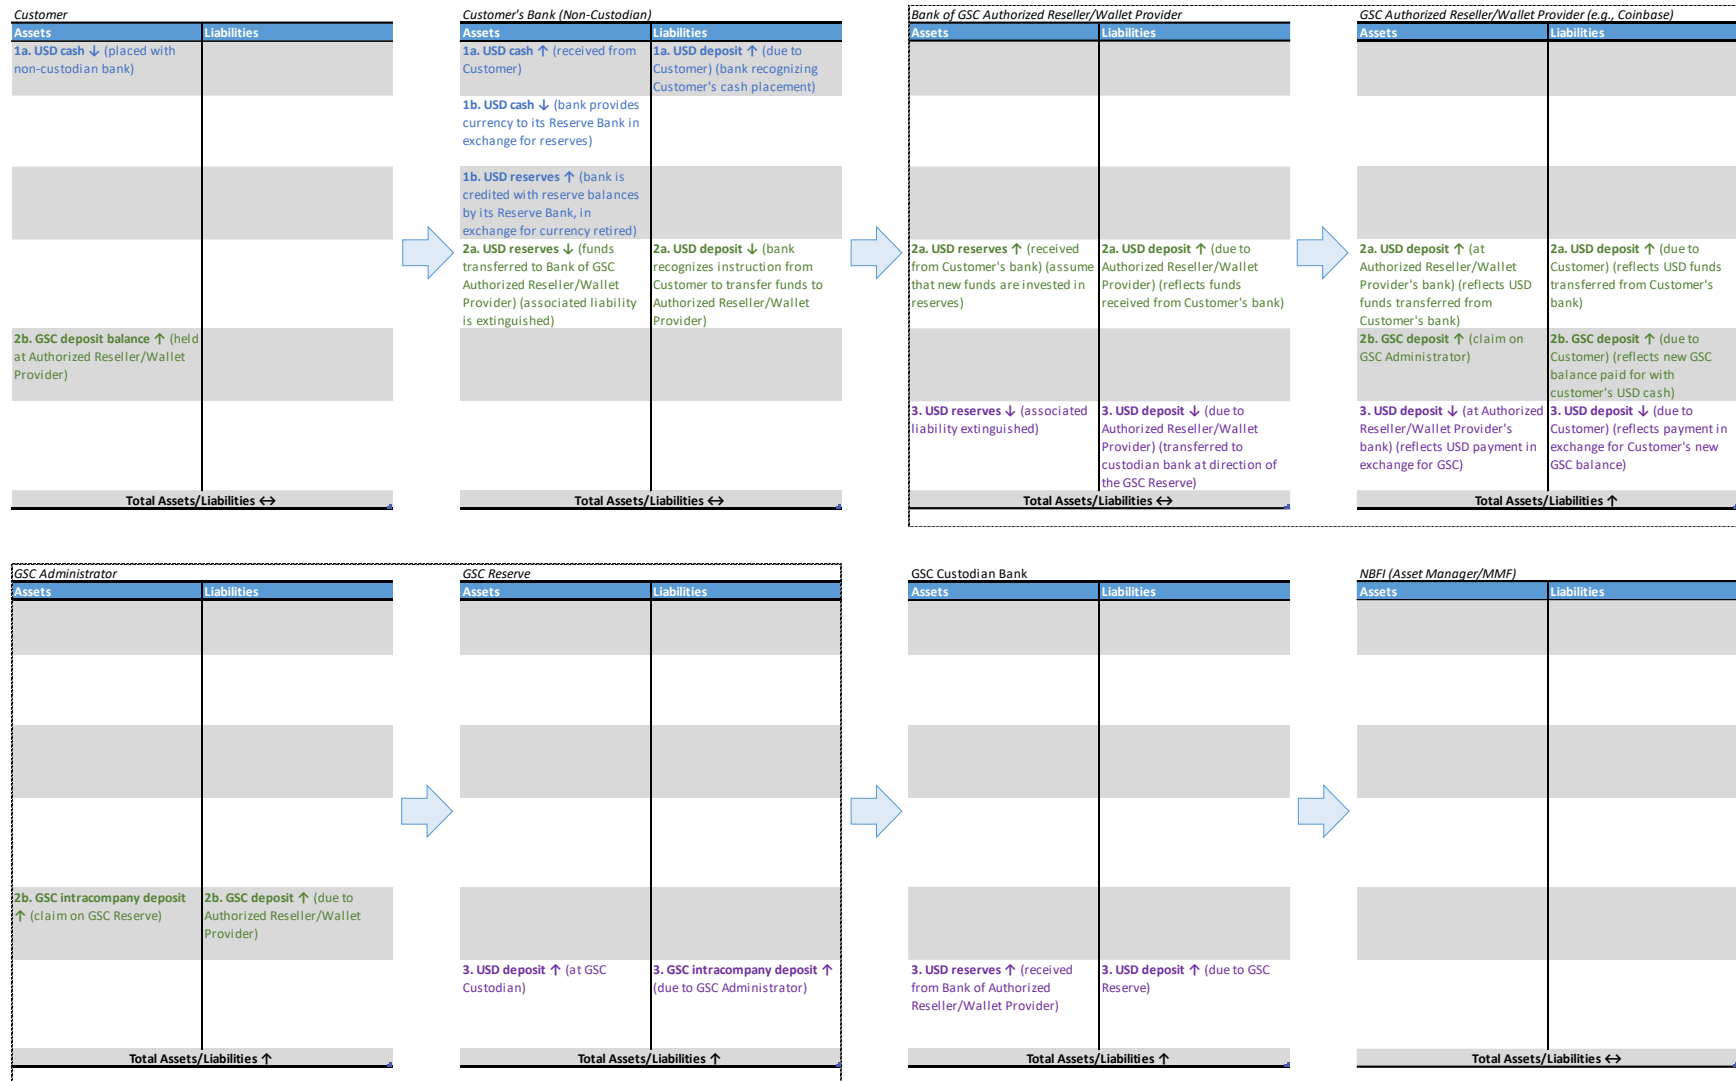 Customer
Assets
Liabilities
1a. USD cash ↓ (placed with
non-custodian bank)
2b. GSC deposit balance ↑ (held
at Authorized Reseller/Wallet
Provider)
Total Assets/Liabilities ↔
Customer's Bank (Non-Custodian)
Assets
Liabilities
1a. USD cash ↑ (received from
Customer)
1a. USD deposit ↑ (due to
Customer) (bank recognizing
Customer's cash placement)
1b. USD cash ↓ (bank provides
currency to its Reserve Bank in
exchange for reserves)
1b. USD reserves ↑ (bank is
credited with reserve balances
by its Reserve Bank, in
exchange for currency retired)
2a. USD reserves ↓ (funds
transferred to Bank of GSC
Authorized Reseller/Wallet
Provider) (associated liability
is extinguished)
2a. USD deposit ↓ (bank
recognizes instruction from
Customer to transfer funds to
Authorized Reseller/Wallet
Provider)
Total Assets/Liabilities ↔
Bank of GSC Authorized Reseller/Wallet Provider
Assets
Liabilities
2a. USD reserves ↑ (received
from Customer's bank) (assume
that new funds are invested in
reserves)
2a. USD deposit ↑ (due to
Authorized Reseller/Wallet
Provider) (reflects funds
received from Customer's bank)
3. USD reserves ↓ (associated
liability extinguished)
3. USD deposit ↓ (due to
Authorized Reseller/Wallet
Provider) (transferred to
custodian bank at direction of
the GSC Reserve)
Total Assets/Liabilities ↔
GSC Authorized Reseller/Wallet Provider (e.g., Coinbase)
Assets
Liabilities
2a. USD deposit ↑ (at
Authorized Reseller/Wallet
Provider's bank) (reflects USD
funds transferred from
Customer's bank)
2a. USD deposit ↑ (due to
Customer) (reflects USD funds
transferred from Customer's
bank)
2b. GSC deposit ↑ (claim on
GSC Administrator)
2b. GSC deposit ↑ (due to
Customer) (reflects new GSC
balance paid for with
customer's USD cash)
3. USD deposit ↓ (at Authorized
Reseller/Wallet Provider's
bank) (reflects USD payment in
exchange for GSC)
3. USD deposit ↓ (due to
Customer) (reflects payment in
exchange for Customer's new
GSC balance)
Total Assets/Liabilities ↑
GSC Administrator
Assets
Liabilities
2b. GSC intracompany deposit
↑ (claim on GSC Reserve)
2b. GSC deposit ↑ (due to
Authorized Reseller/Wallet
Provider)
Total Assets/Liabilities ↑
GSC Reserve
Assets
Liabilities
3. USD deposit ↑ (at GSC
Custodian)
3. GSC intracompany deposit ↑
(due to GSC Administrator)
Total Assets/Liabilities ↑
GSC Custodian Bank
Assets
Liabilities
3. USD reserves ↑ (received
from Bank of Authorized
Reseller/Wallet Provider)
3. USD deposit ↑ (due to GSC
Reserve)
Total Assets/Liabilities ↑
NBFI (Asset Manager/MMF)
Assets
Liabilities
Total Assets/Liabilities ↔